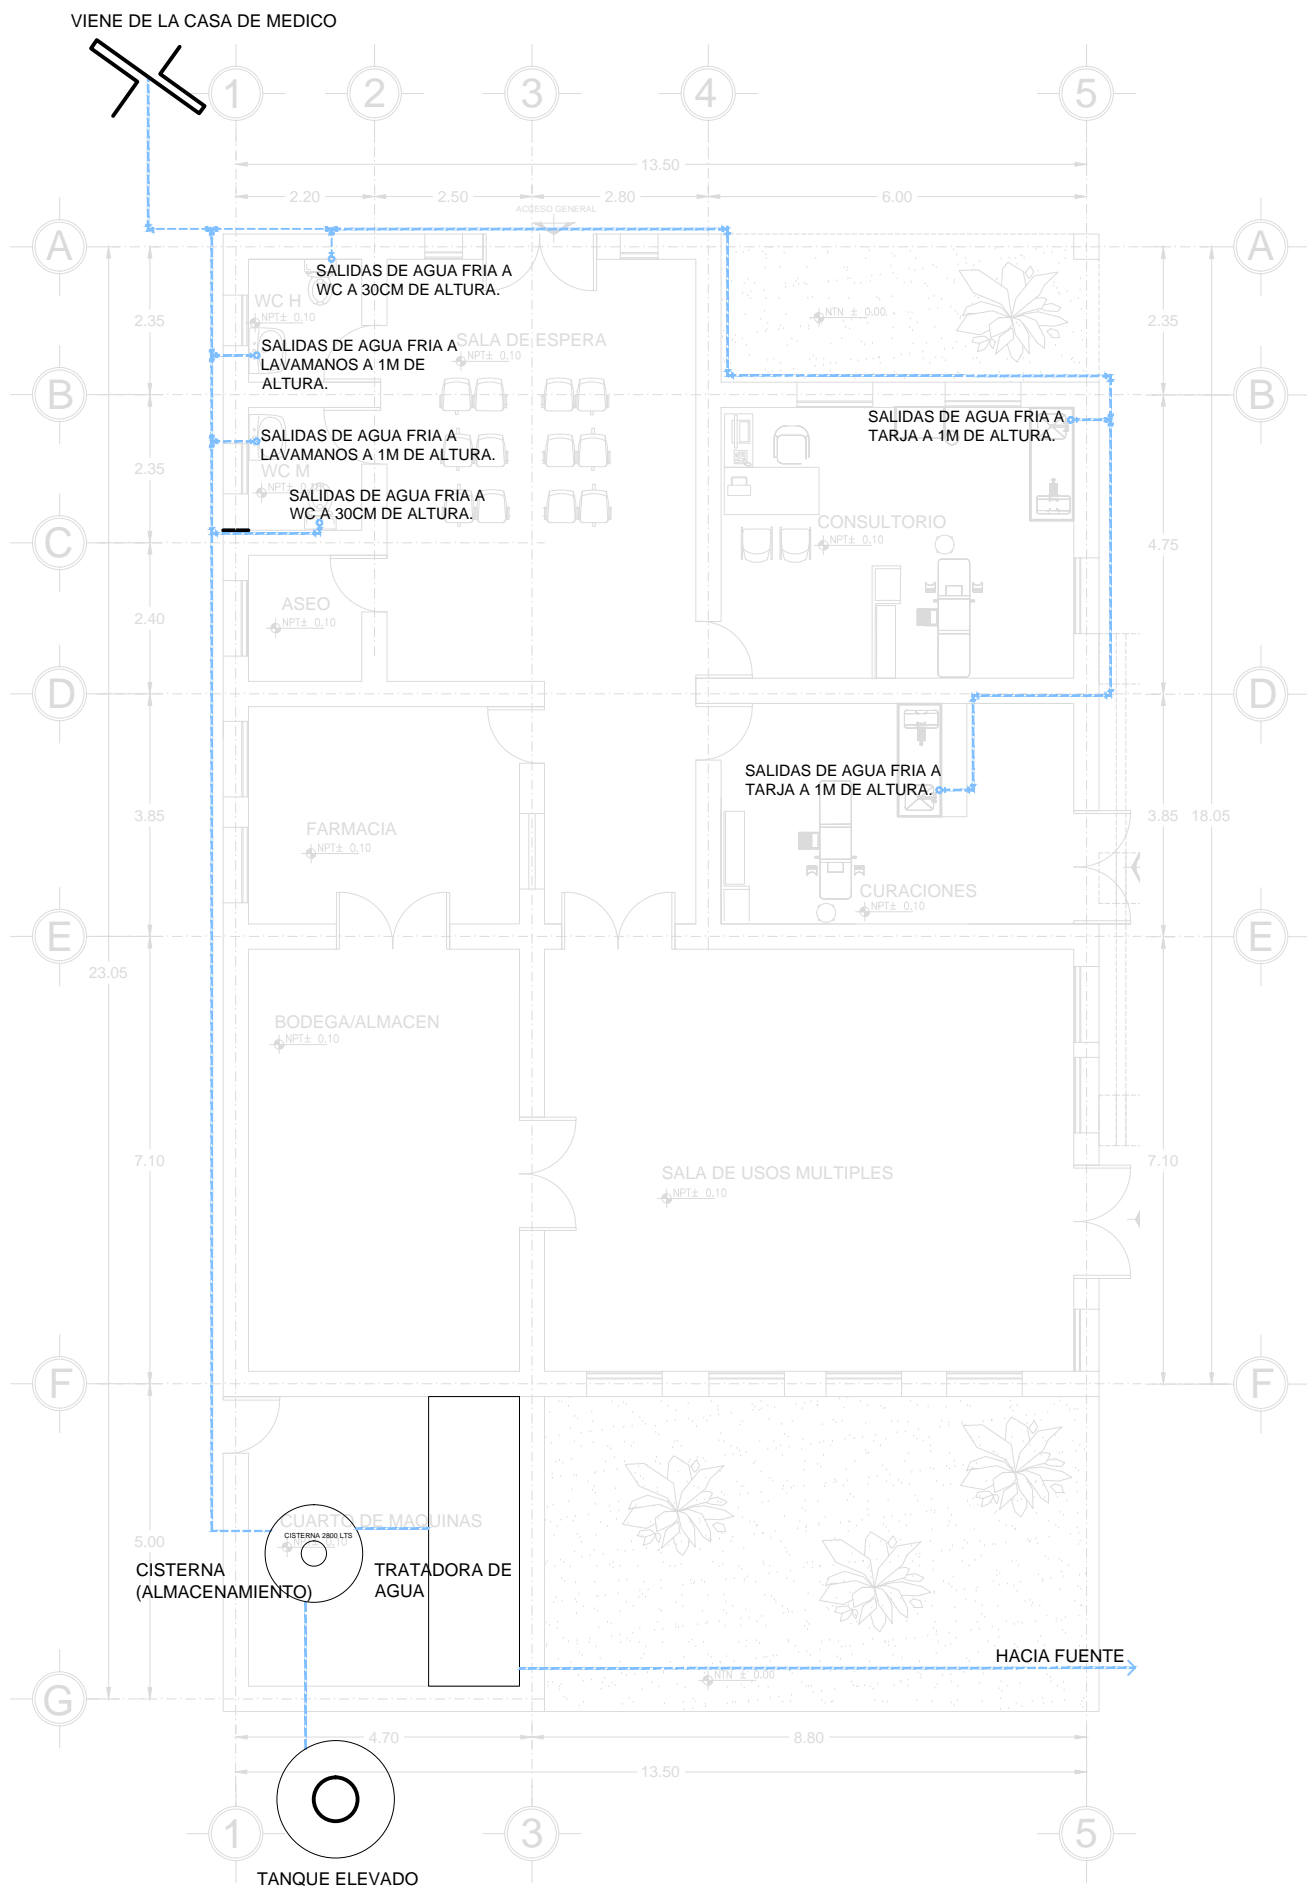 VIENE DE LA CASA DE MEDICO
1
2
3
4
5
13.50
2.20
2.50
2.80
6.00
ACCESO GENERAL
A
A
SALIDAS DE AGUA FRIA A
WC A 30CM DE ALTURA.
WC H
NPT± 0.10
NTN ± 0.00
2.35
2.35
SALA DE ESPERA
NPT± 0.10
SALIDAS DE AGUA FRIA A
LAVAMANOS A 1M DE
ALTURA.
B
B
SALIDAS DE AGUA FRIA A
TARJA A 1M DE ALTURA.
SALIDAS DE AGUA FRIA A
LAVAMANOS A 1M DE ALTURA.
2.35
WC M
NPT± 0.10
SALIDAS DE AGUA FRIA A
WC A 30CM DE ALTURA.
CONSULTORIO
NPT± 0.10
C
4.75
ASEO
NPT± 0.10
2.40
D
D
SALIDAS DE AGUA FRIA A
TARJA A 1M DE ALTURA.
3.85
3.85
18.05
FARMACIA
NPT± 0.10
CURACIONES
NPT± 0.10
E
E
23.05
BODEGA/ALMACEN
NPT± 0.10
7.10
7.10
SALA DE USOS MULTIPLES
NPT± 0.10
F
F
CUARTO DE MAQUINAS
CISTERNA 2800 LTS
NPT± 0.10
5.00
CISTERNA
(ALMACENAMIENTO)
TRATADORA DE
AGUA
HACIA FUENTE
NTN ± 0.00
G
4.70
8.80
13.50
1
3
5
TANQUE ELEVADO